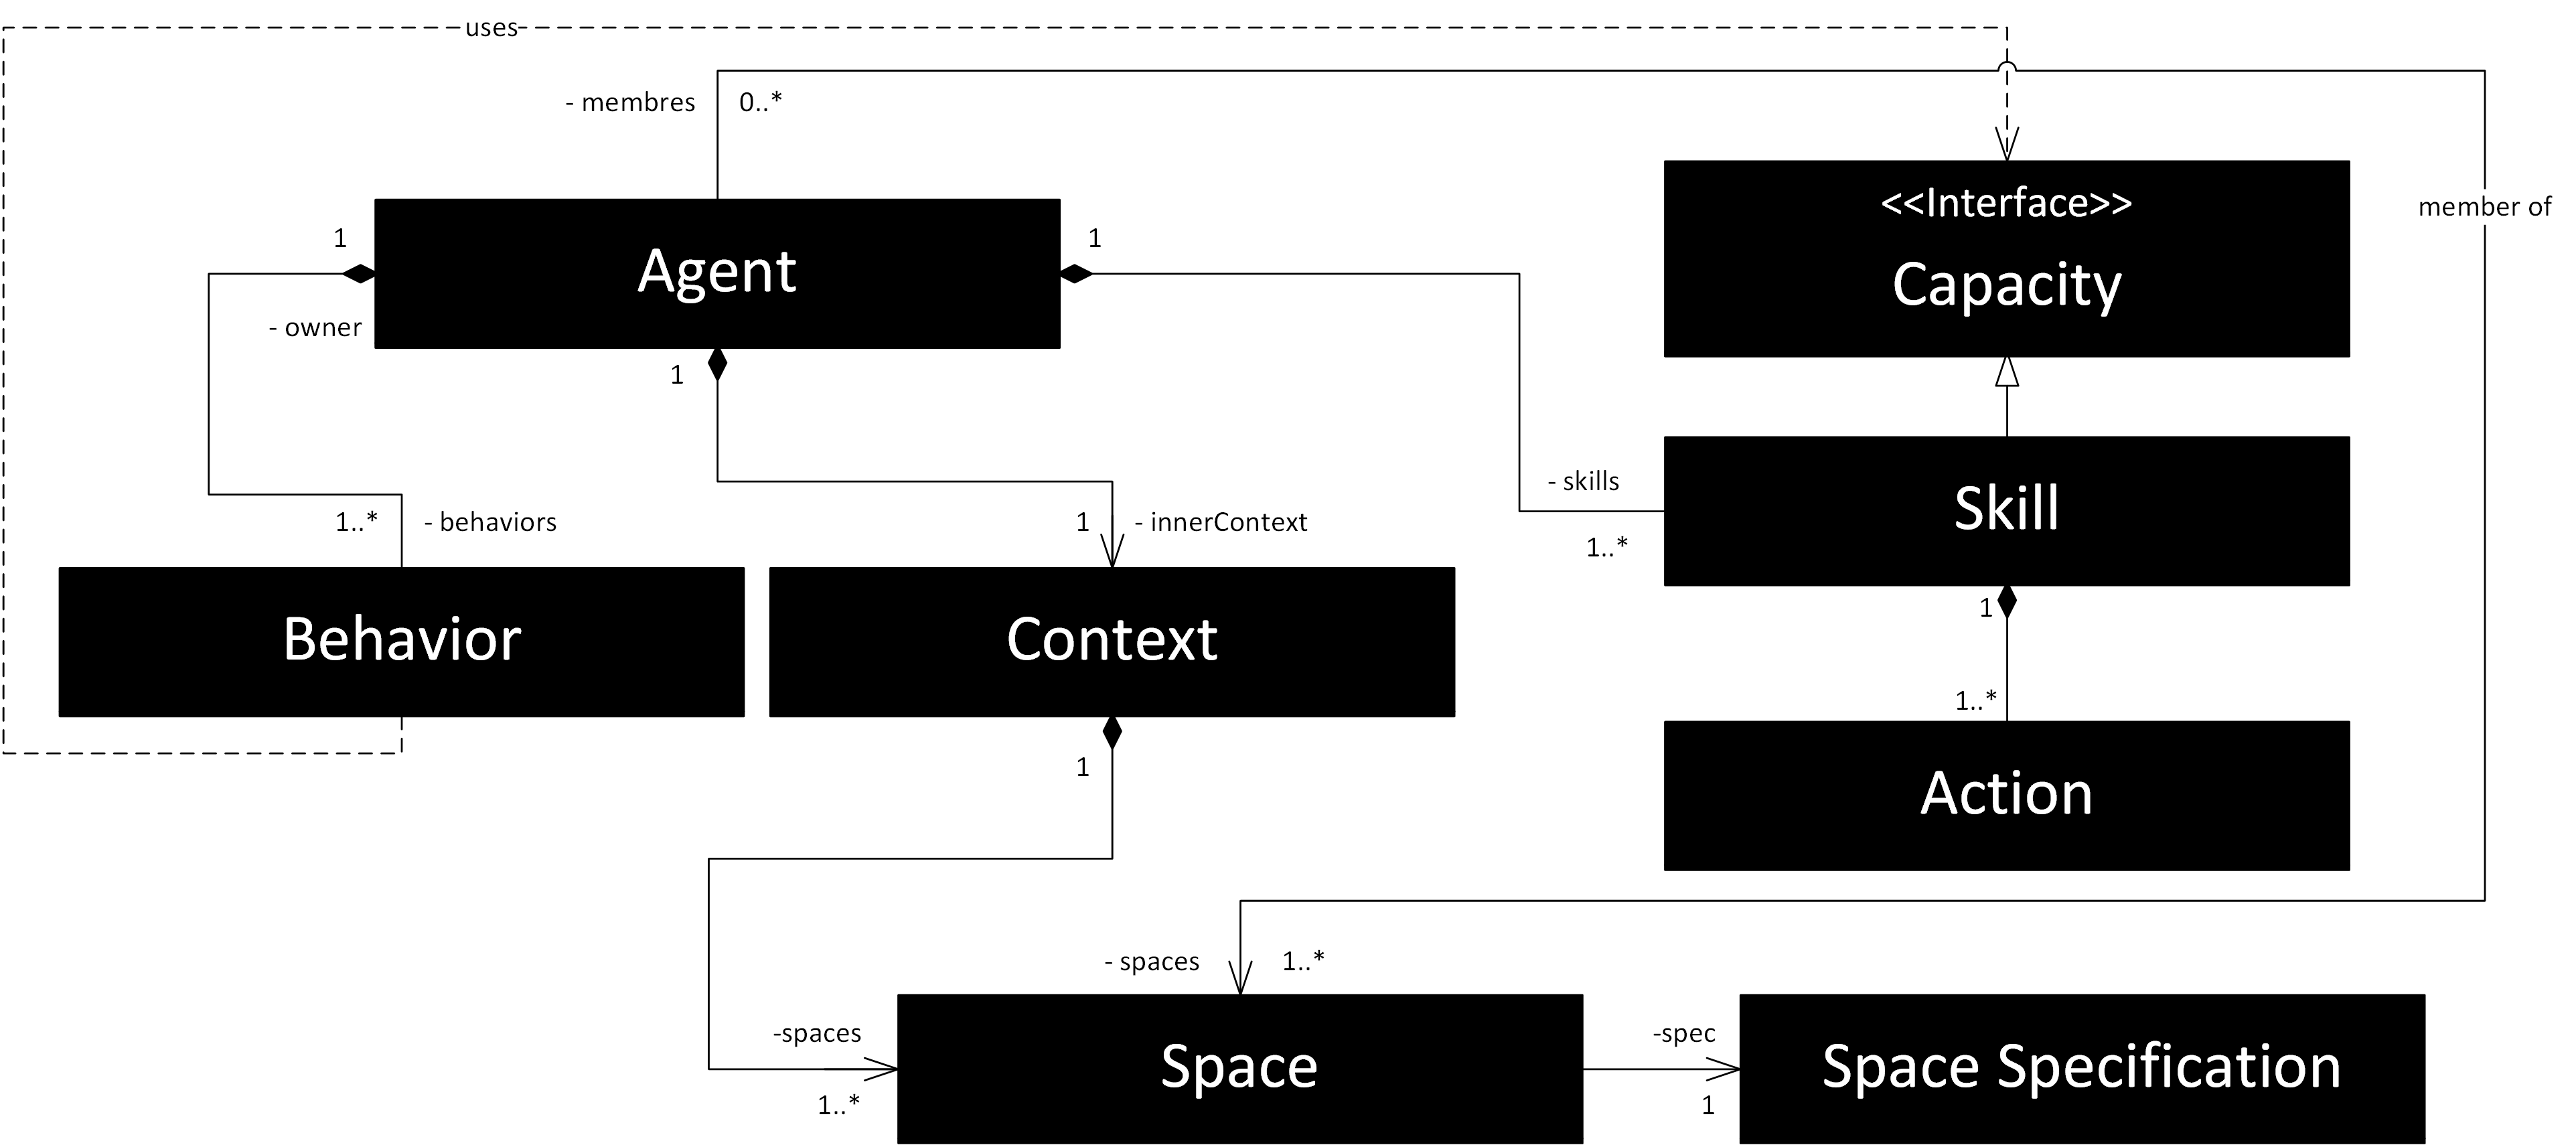 uses
- membres
0..*
<<Interface>>
Capacity
member of
1
Agent
1
- owner
1
- skills
1..*
Skill
1..*
- behaviors
1
- innerContext
Behavior
Context
1
1..*
Action
1
- spaces
1..*
-spaces
1..*
Space
-spec
1
Space Specification